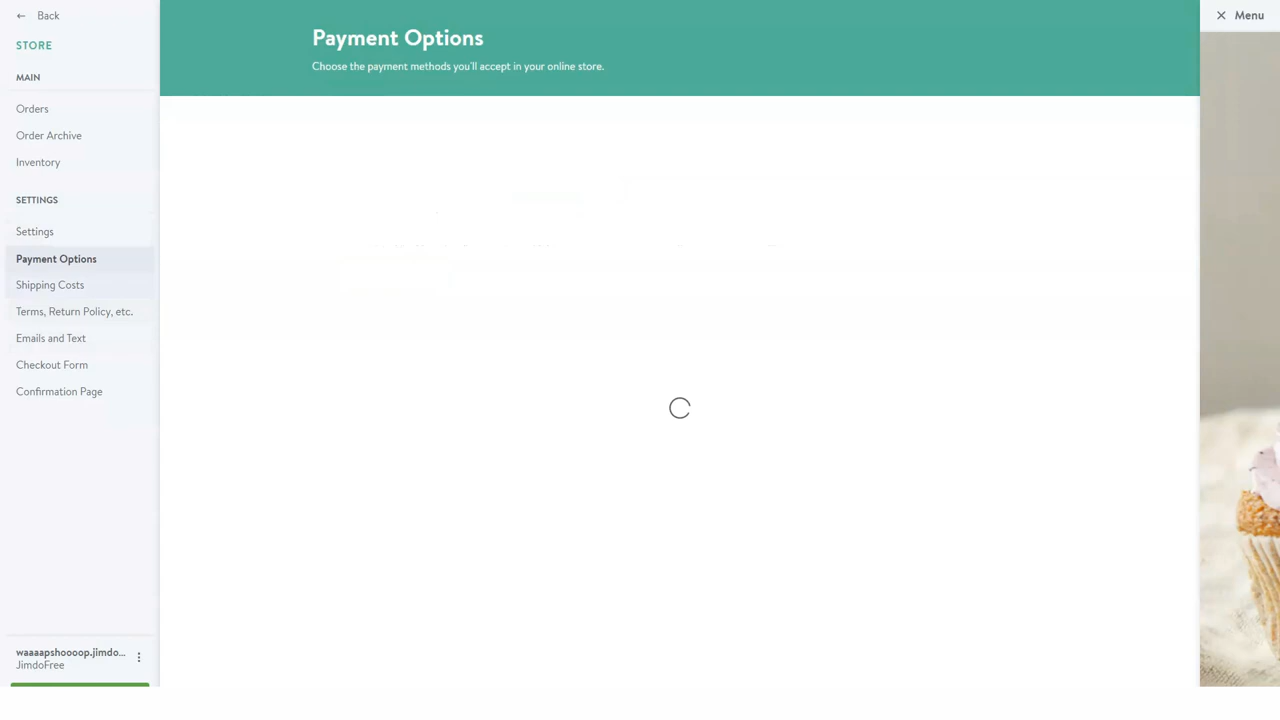 ← Back
STORE
MAIN
Orders
Order Archive
Inventory
SETTINGS
Settings
Payment Options
Shipping Costs
Terms, Return Policy, etc.
Emails and Text
Checkout Form
Confirmation Page
waaaapshoooop.jimdo...
JimdoFree
Payment Options
Choose the payment methods you'll accept in your online store.
× Menu